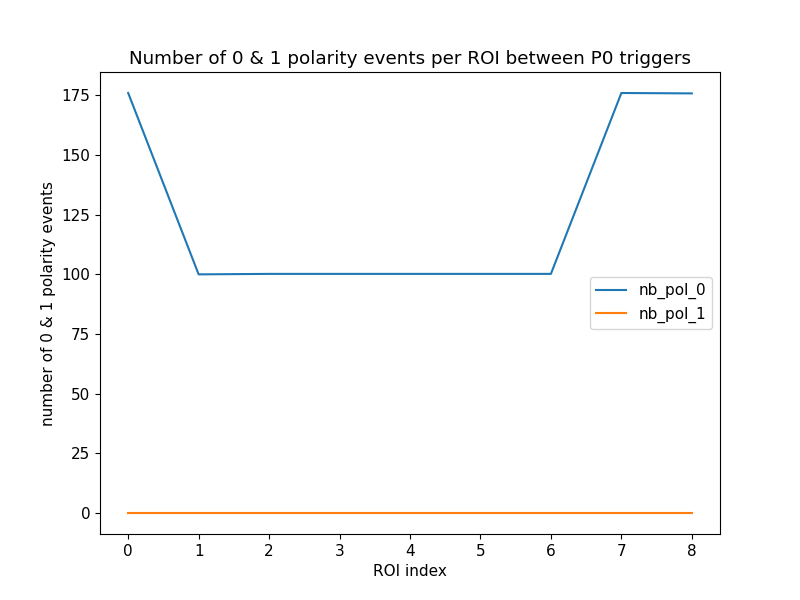 Number of 0 & 1 polarity events per ROI between P0 triggers
number of 0 & 1 polarity events
175
150
125
100
75
50
25
0
nb_pol_0
nb_pol_1
0 1 2 3 4 5 6 7 8
ROI index